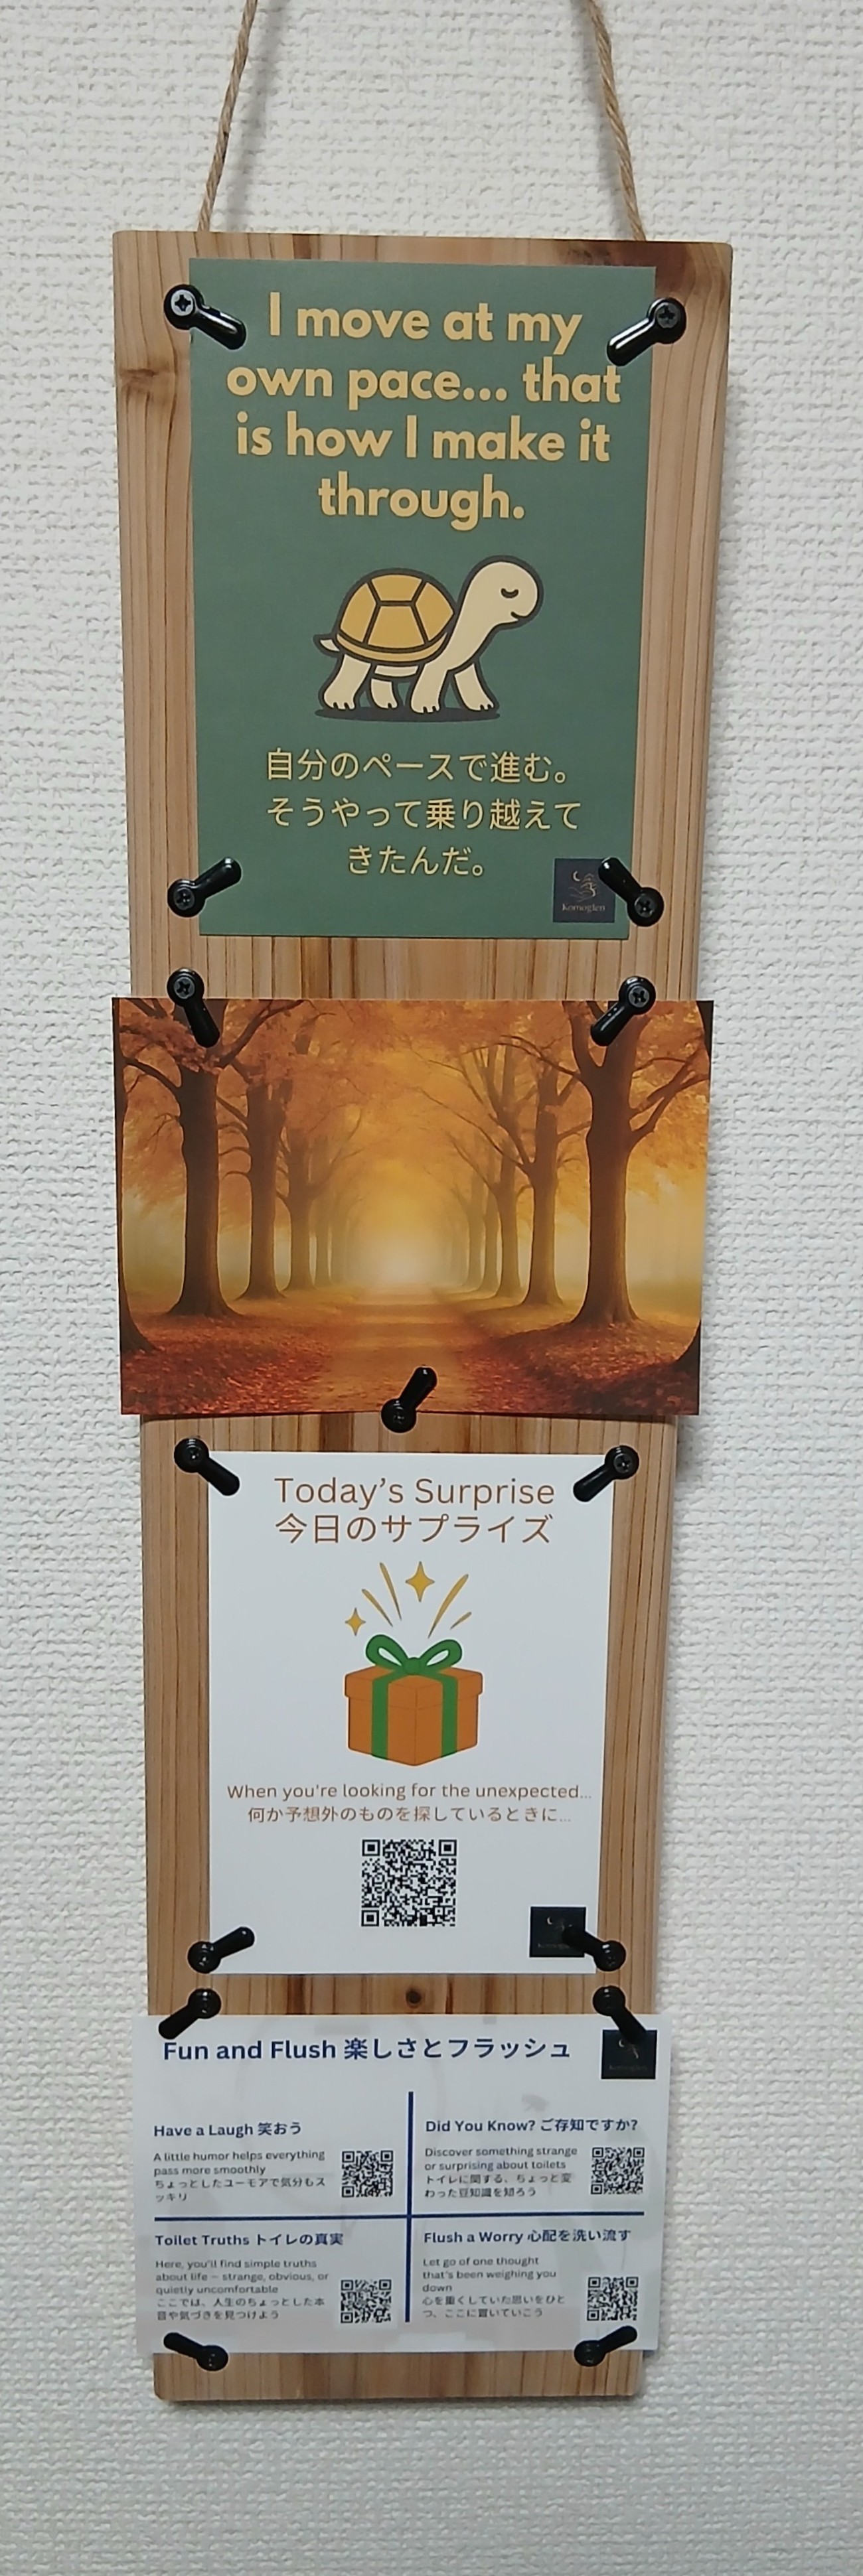 I move at my
own pace... that
is how I make it
through.
自分のペースで進む。
そうやって乗り越えて
きたんだ。
Komoglen
Today's Surprise
今日のサプライズ
When you're looking for the unexpected...
何か予想外のものを探しているときに...
Fun and Flush 楽しさとフラッシュ
Have a Laugh 笑おう
A little humor helps everything
pass more smoothly
ちょっとしたユーモアで気分もス
ッキリ
Did You Know? ご存知ですか?
Discover something strange
or surprising about toilets
トイレに関する、ちょっと変
わった豆知識を知ろう
Toilet Truths トイレの真実
Here, you'll find simple truths
about life – strange, obvious, or
quietly uncomfortable
ここでは、人生のちょっとした本
音や気づきを見つけよう
Flush a Worry 心配を洗い流す
Let go of one thought
that's been weighing you
down
心を重くしていた思いをひと
つ、ここに置いていこう